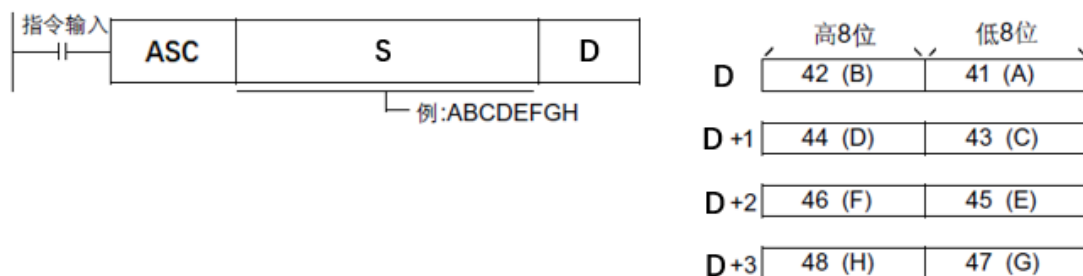 指令输入
ASC S D
例:ABCDEFGH
高8位 低8位
D 42 (B) 41 (A)
D +1 44 (D) 43 (C)
D +2 46 (F) 45 (E)
D +3 48 (H) 47 (G)